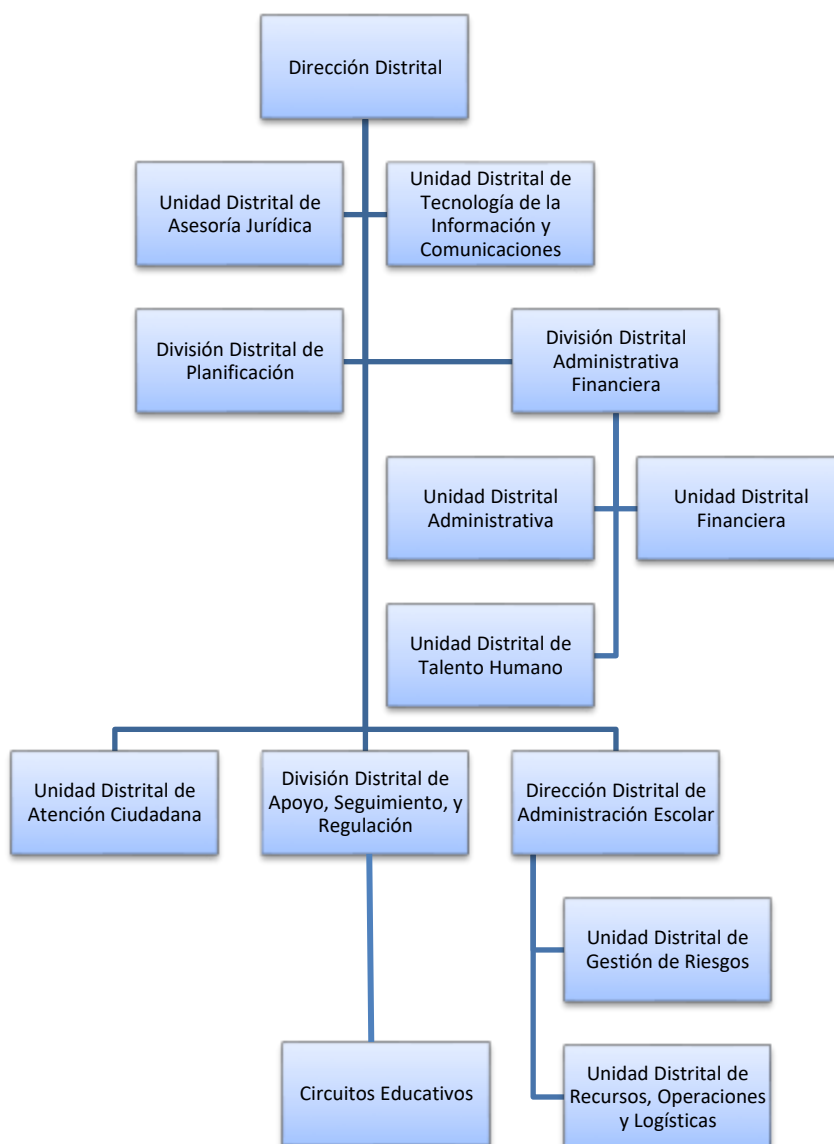 Dirección Distrital
Unidad Distrital de
Asesoría Jurídica
Unidad Distrital de
Tecnología de la
Información y
Comunicaciones
División Distrital de
Planificación
División Distrital
Administrativa
Financiera
Unidad Distrital
Administrativa
Unidad Distrital
Financiera
Unidad Distrital de
Talento Humano
Unidad Distrital de
Atención Ciudadana
División Distrital de
Apoyo, Seguimiento, y
Regulación
Dirección Distrital de
Administración Escolar
Unidad Distrital de
Gestión de Riesgos
Circuitos Educativos
Unidad Distrital de
Recursos, Operaciones
y Logísticas